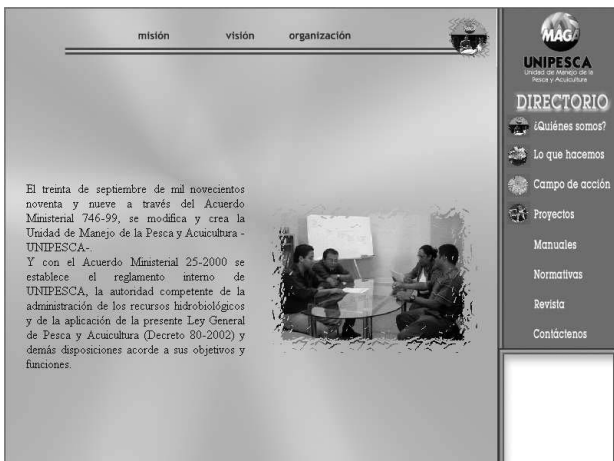 misión visión organización
MAGA
UNIPESCA
Unidad de Manejo de la
Pesca y Acuicultura
DIRECTORIO
¿Quiénes somos?
Lo que hacemos
Campo de acción
Proyectos
Manuales
Normativas
Revista
Contáctenos
El treinta de septiembre de mil novecientos
noventa y nueve a través del Acuerdo
Ministerial 746-99, se modifica y crea la
Unidad de Manejo de la Pesca y Acuicultura -
UNIPESCA-.
Y con el Acuerdo Ministerial 25-2000 se
establece el reglamento interno de
UNIPESCA, la autoridad competente de la
administración de los recursos hidrobiológicos
y de la aplicación de la presente Ley General
de Pesca y Acuicultura (Decreto 80-2002) y
demás disposiciones acorde a sus objetivos y
funciones.